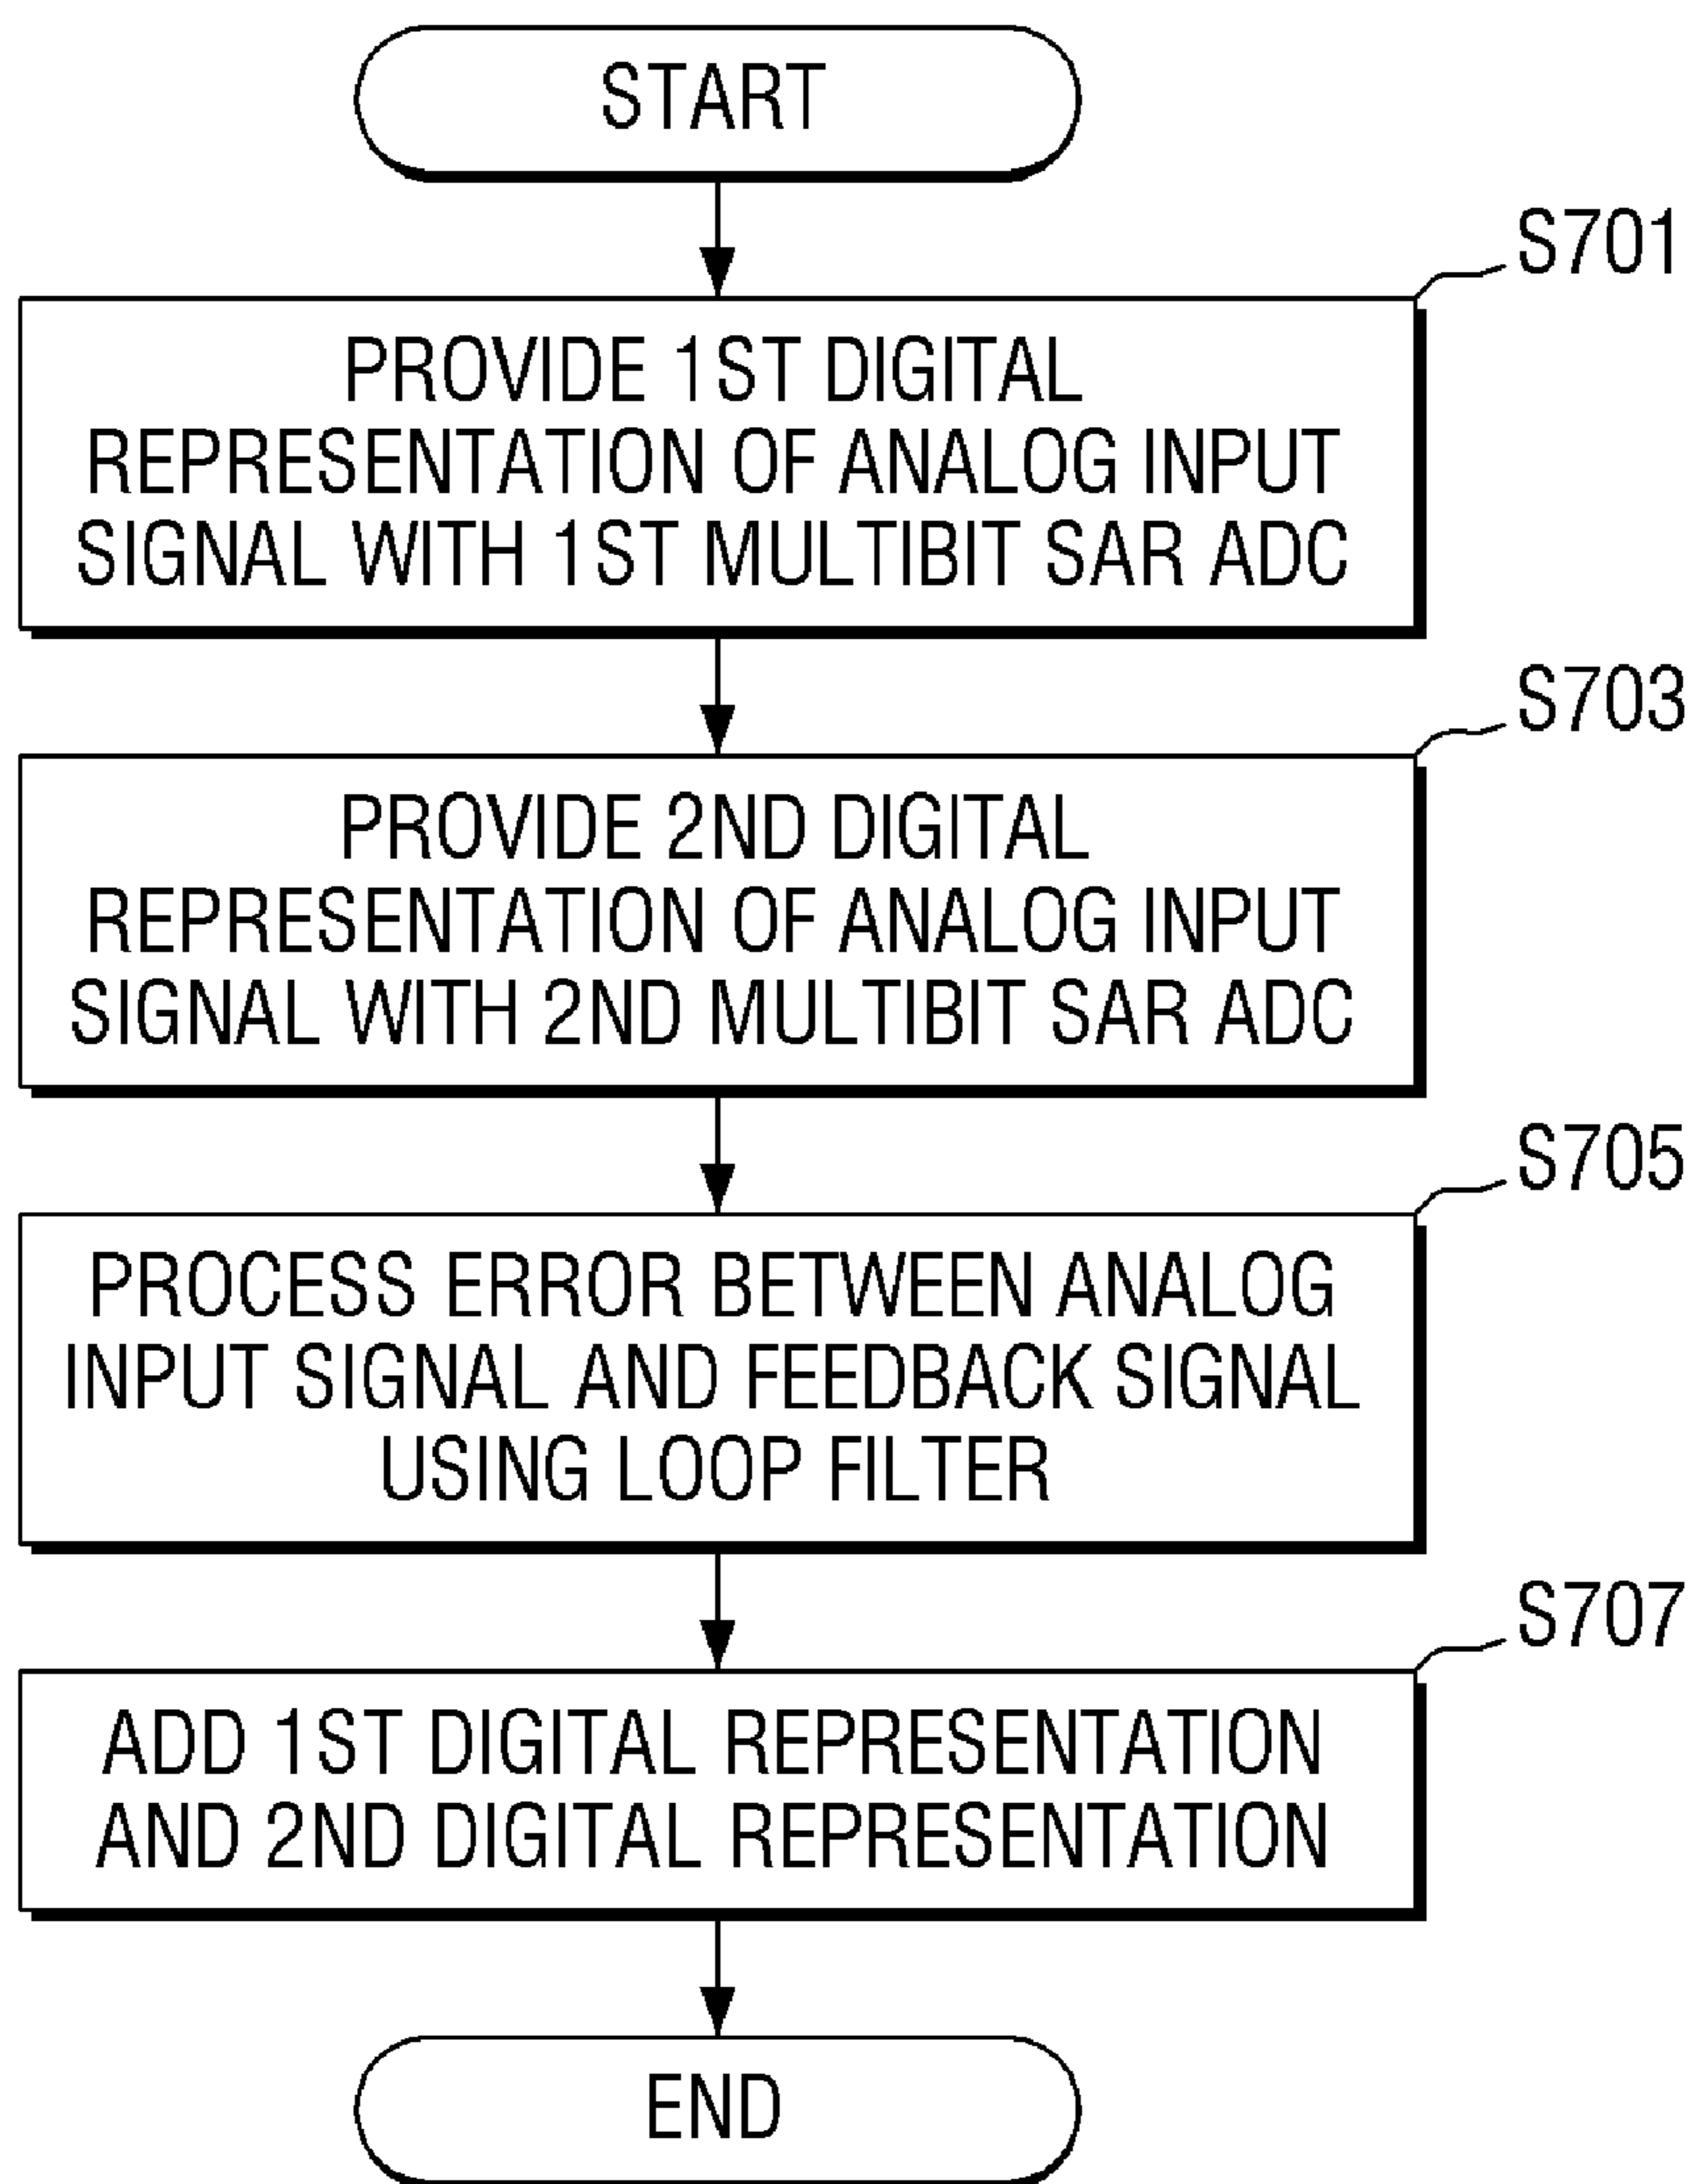 START
S701
PROVIDE 1ST DIGITAL
REPRESENTATION OF ANALOG INPUT
SIGNAL WITH 1ST MULTIBIT SAR ADC
S703
PROVIDE 2ND DIGITAL
REPRESENTATION OF ANALOG INPUT
SIGNAL WITH 2ND MULTIBIT SAR ADC
S705
PROCESS ERROR BETWEEN ANALOG
INPUT SIGNAL AND FEEDBACK SIGNAL
USING LOOP FILTER
S707
ADD 1ST DIGITAL REPRESENTATION
AND 2ND DIGITAL REPRESENTATION
END